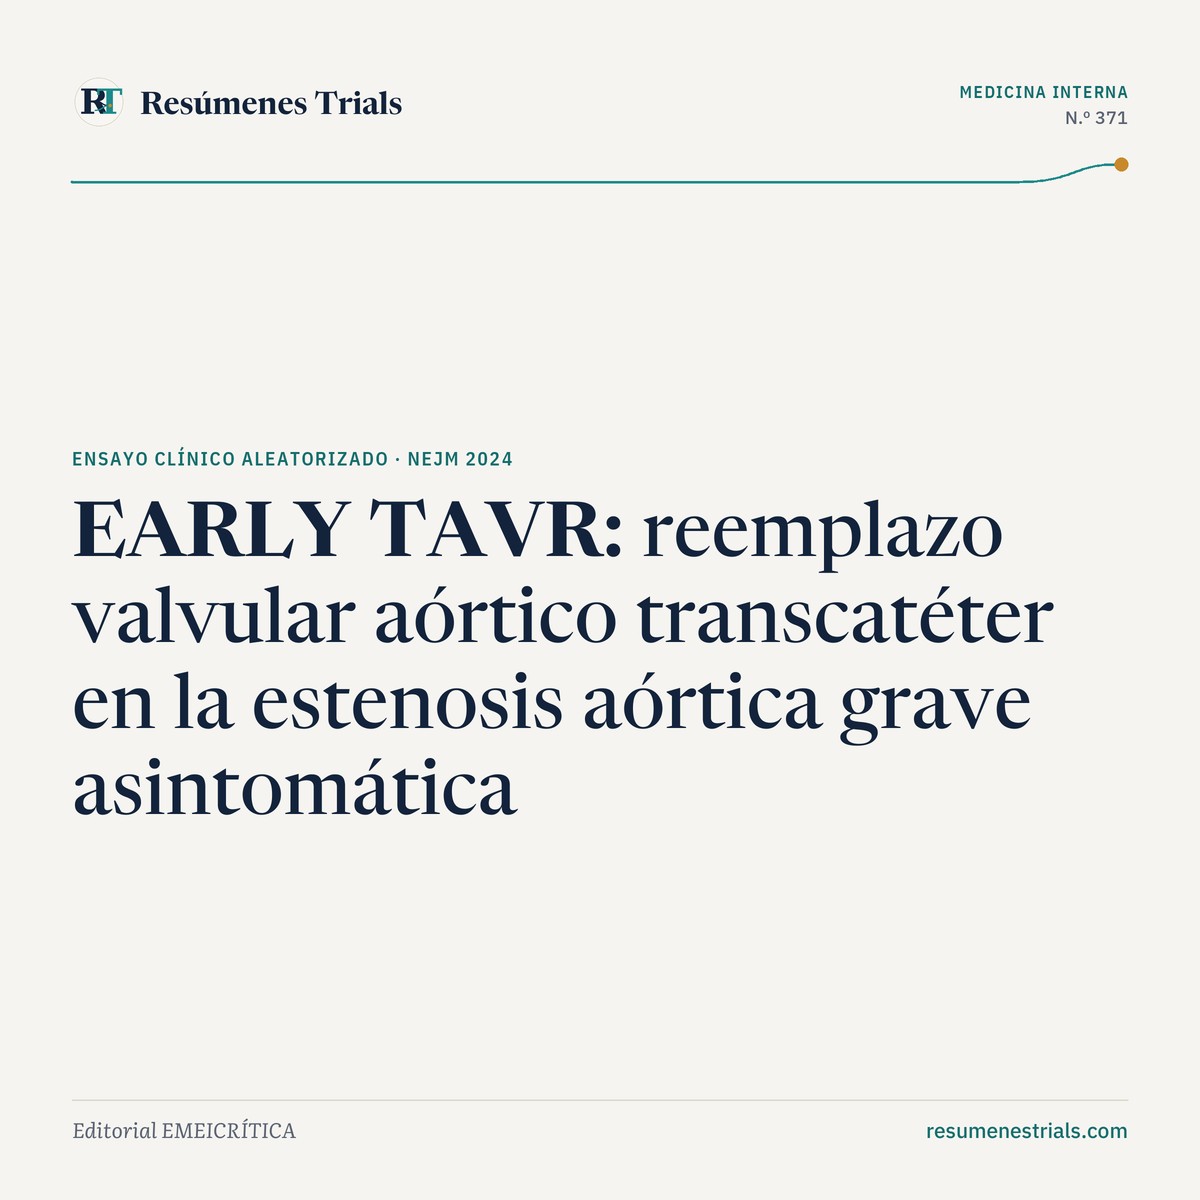 RT Resúmenes Trials
MEDICINA INTERNA
N.º 371
ENSAYO CLÍNICO ALEATORIZADO · NEJM 2024
EARLY TAVR: reemplazo
valvular aórtico transcatéter
en la estenosis aórtica grave
asintomática
Editorial EMEICRÍTICA
resumenestrials.com